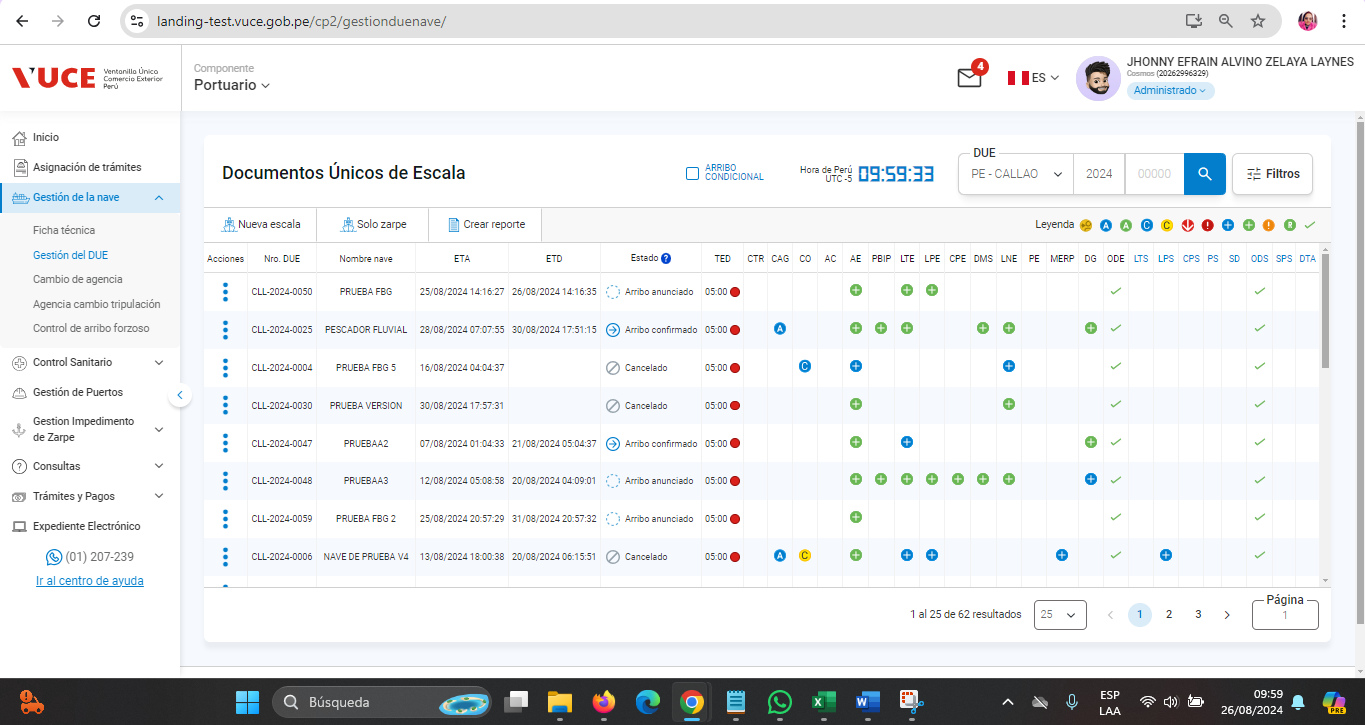 landing-test.vuce.gob.pe/cp2/gestionduenave/
VUCE Ventanilla Única Comercio Exterior Perú
Componente
Portuario
4
ES
JHONNY EFRAIN ALVINO ZELAYA LAYNES
Cosmos (20262996329)
Administrado
Inicio
Asignación de trámites
Gestión de la nave
Ficha técnica
Gestión del DUE
Cambio de agencia
Agencia cambio tripulación
Control de arribo forzoso
Control Sanitario
Gestión de Puertos
Gestion Impedimento
de Zarpe
Consultas
Trámites y Pagos
Expediente Electrónico
(01) 207-239
Ir al centro de ayuda
Documentos Únicos de Escala
ARRIBO
CONDICIONAL
Hora de Perú
UTC -5
09:59:33
DUE
PE - CALLAO 2024 00000
Filtros
Nueva escala Solo zarpe Crear reporte
Leyenda A A C C R
Acciones Nro. DUE Nombre nave ETA ETD Estado TED CTR CAG CO AC AE PBIP LTE LPE CPE DMS LNE PE MERP DG ODE LTS LPS CPS PS SD ODS SPS DTA
CLL-2024-0050 PRUEBA FBG 25/08/2024 14:16:27 26/08/2024 14:16:35 Arribo anunciado 05:00
CLL-2024-0025 PESCADOR FLUVIAL 28/08/2024 07:07:55 30/08/2024 17:51:15 Arribo confirmado 05:00 A
CLL-2024-0004 PRUEBA FBG 5 16/08/2024 04:04:37 Cancelado 05:00 C
CLL-2024-0030 PRUEBA VERSION 30/08/2024 17:57:31 Cancelado 05:00
CLL-2024-0047 PRUEBAA2 07/08/2024 01:04:33 21/08/2024 05:04:37 Arribo confirmado 05:00
CLL-2024-0048 PRUEBAA3 12/08/2024 05:08:58 20/08/2024 04:09:01 Arribo anunciado 05:00
CLL-2024-0059 PRUEBA FBG 2 25/08/2024 20:57:29 31/08/2024 20:57:32 Arribo anunciado 05:00
CLL-2024-0006 NAVE DE PRUEBA V4 13/08/2024 18:00:38 20/08/2024 06:15:51 Cancelado 05:00 A C
1 al 25 de 62 resultados 25 1 2 3
Página
1
Búsqueda
ESP
LAA
09:59
26/08/2024
PRE